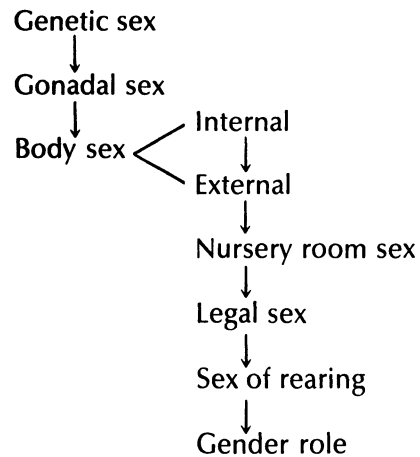 Genetic sex
Gonadal sex
Internal
Body sex
External
Nursery room sex
Legal sex
Sex of rearing
Gender role